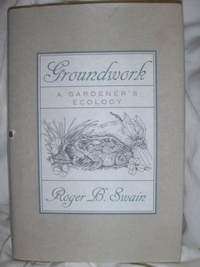 Groundwork
A GARDENER'S
ECOLOGY
Roger B. Swain